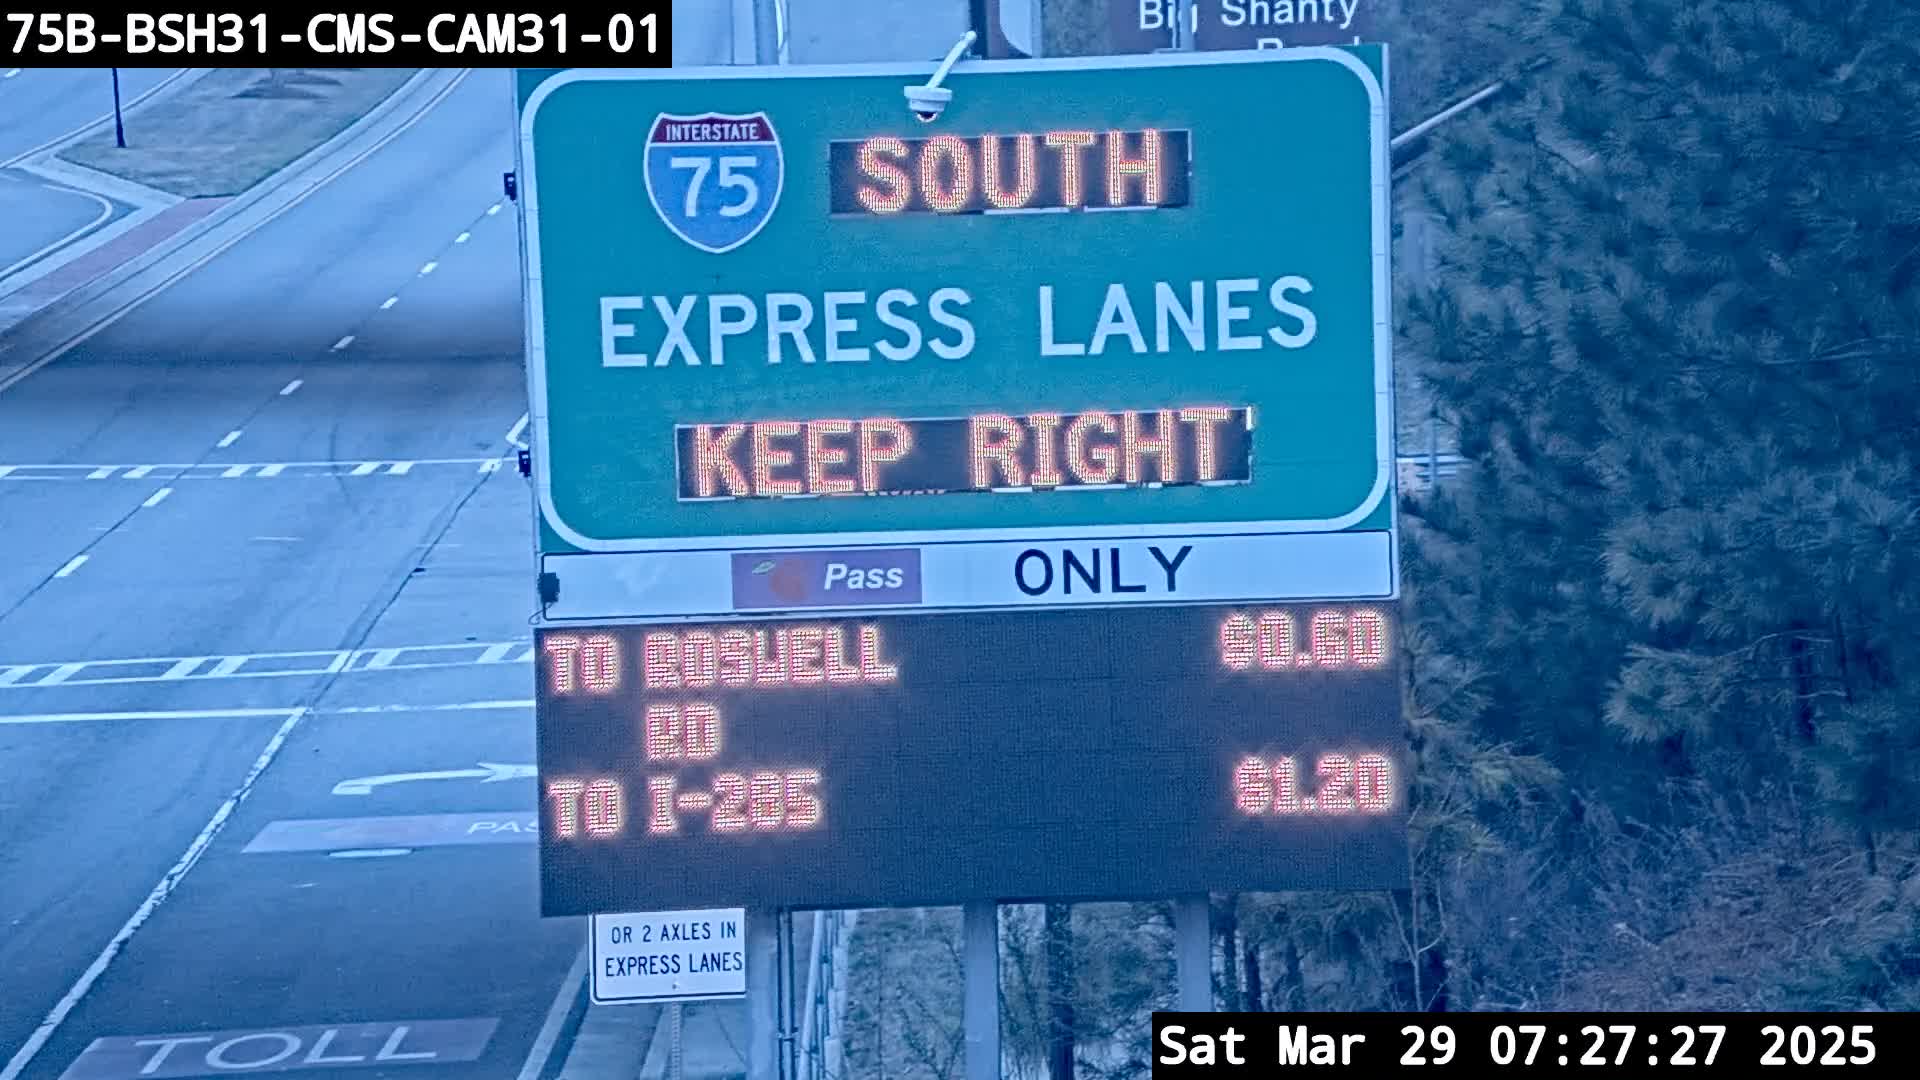 75B-BSH31-CMS-CAM31-01
Big Shanty
INTERSTATE
75
SOUTH
EXPRESS LANES
KEEP RIGHT
Pass ONLY
TO ROSWELL $0.60
RD
TO I-285 $1.20
OR 2 AXLES IN
EXPRESS LANES
TOLL
Sat Mar 29 07:27:27 2025